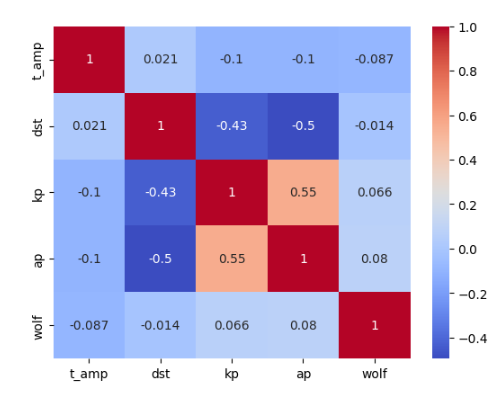 t_amp 1 0.021 -0.1 -0.1 -0.087
dst 0.021 1 -0.43 -0.5 -0.014
kp -0.1 -0.43 1 0.55 0.066
ap -0.1 -0.5 0.55 1 0.08
wolf -0.087 -0.014 0.066 0.08 1
t_amp dst kp ap wolf
1.0
0.8
0.6
0.4
0.2
0.0
−0.2
−0.4